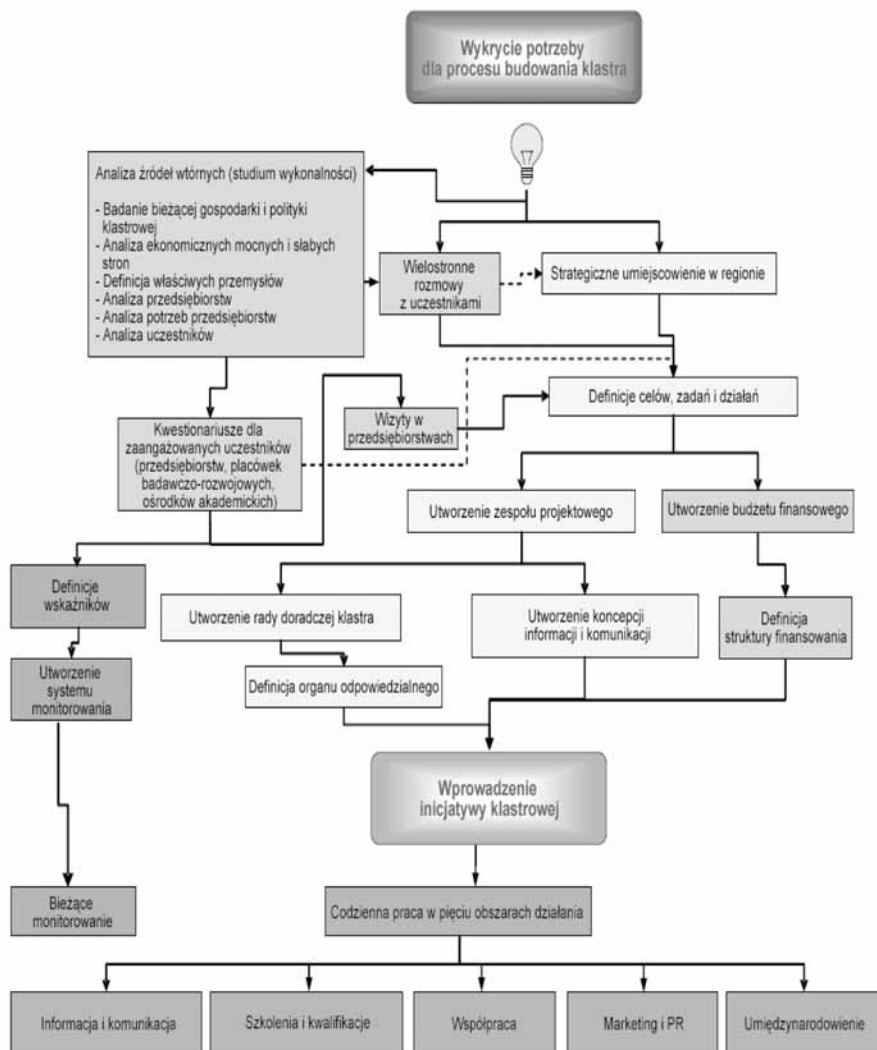 Wykrycie potrzeby
dla procesu budowania klastra
Analiza źródeł wtórnych (studium wykonalności)
- Badanie bieżącej gospodarki i polityki
klastrowej
- Analiza ekonomicznych mocnych i słabych
stron
- Definicja właściwych przemysłów
- Analiza przedsiębiorstw
- Analiza potrzeb przedsiębiorstw
- Analiza uczestników
Wielostronne
rozmowy
z uczestnikami
Strategiczne umiejscowienie w regionie
Kwestionariusze dla
zaangażowanych uczestników
(przedsiębiorstw, placówek
badawczo-rozwojowych,
ośrodków akademickich)
Wizyty w
przedsiębiorstwach
Definicje celów, zadań i działań
Utworzenie zespołu projektowego
Utworzenie budżetu finansowego
Definicje
wskaźników
Utworzenie rady doradczej klastra
Utworzenie koncepcji
informacji i komunikacji
Definicja
struktury finansowania
Utworzenie
systemu
monitorowania
Definicja organu odpowiedzialnego
Wprowadzenie
inicjatywy klastrowej
Bieżące
monitorowanie
Codzienna praca w pięciu obszarach działania
Informacja i komunikacja
Szkolenia i kwalifikacje
Współpraca
Marketing i PR
Umiędzynarodowienie